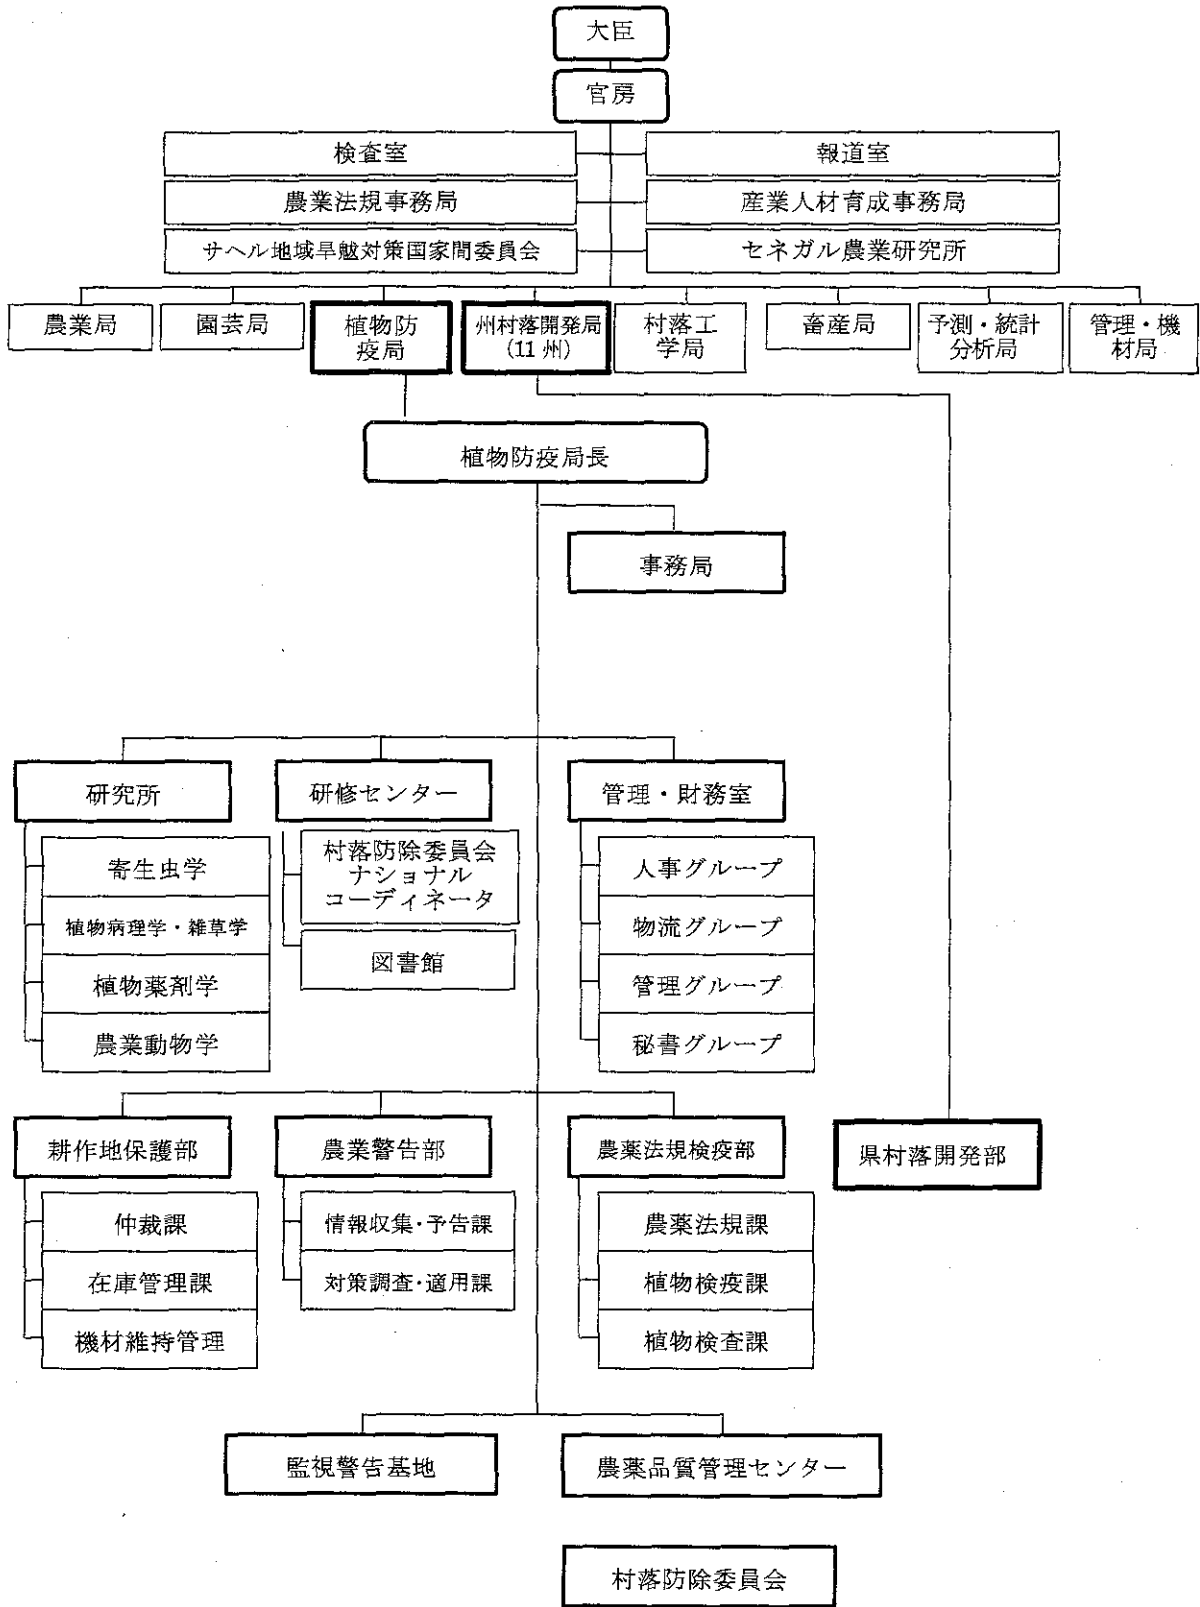 大臣
官房
検査室
報道室
農業法規事務局
産業人材育成事務局
サヘル地域旱魃対策国家間委員会
セネガル農業研究所
農業局
園芸局
植物防
疫局
州村落開発局
(11 州)
村落工
学局
畜産局
予測・統計
分析局
管理・機
材局
植物防疫局長
事務局
研究所
研修センター
管理・財務室
寄生虫学
植物病理学・雑草学
植物薬剤学
農業動物学
村落防除委員会
ナショナル
コーディネータ
図書館
人事グループ
物流グループ
管理グループ
秘書グループ
耕作地保護部
農業警告部
農薬法規検疫部
県村落開発部
仲裁課
在庫管理課
機材維持管理
情報収集・予告課
対策調査・適用課
農薬法規課
植物検疫課
植物検査課
監視警告基地
農薬品質管理センター
村落防除委員会